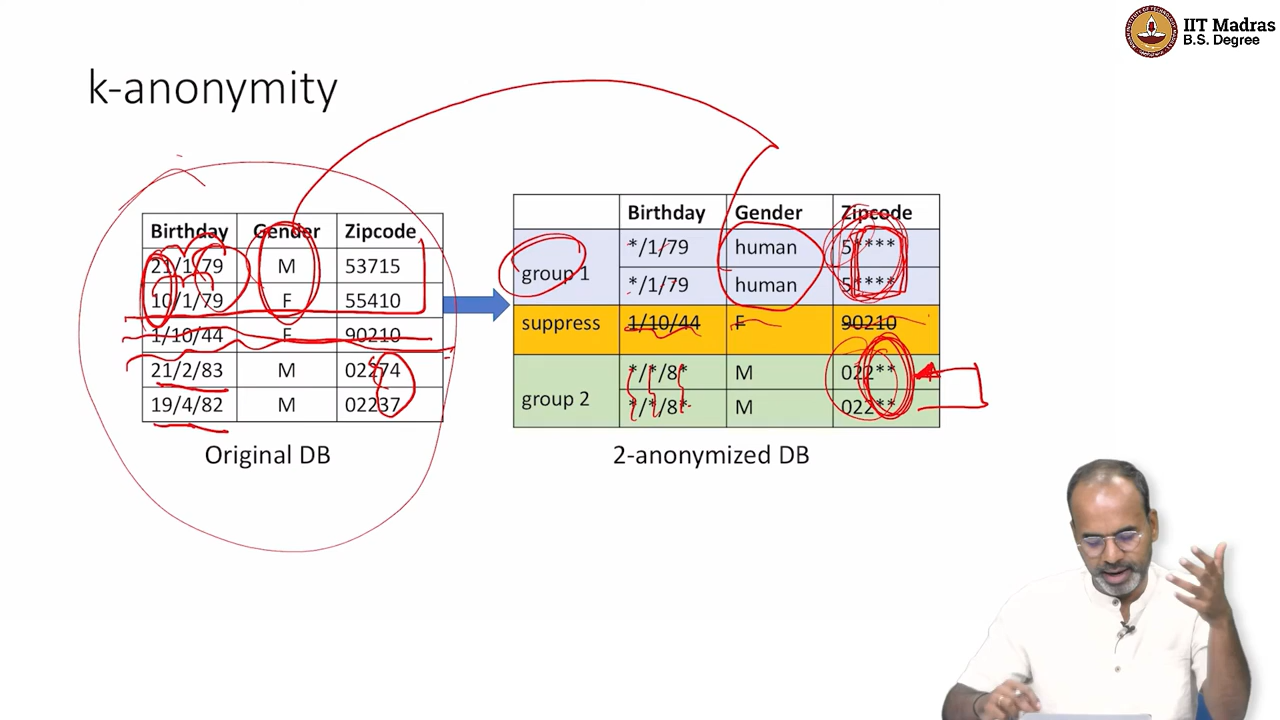 IIT Madras
B.S. Degree
k-anonymity
Birthday Gender Zipcode
21/1/79 M 53715
10/1/79 F 55410
1/10/44 F 90210
21/2/83 M 02274
19/4/82 M 02237
Original DB
Birthday Gender Zipcode
group 1
*/1/79 human 5****
*/1/79 human 5****
suppress 1/10/44 F 90210
group 2
*/*/8* M 022**
*/*/8* M 022**
2-anonymized DB